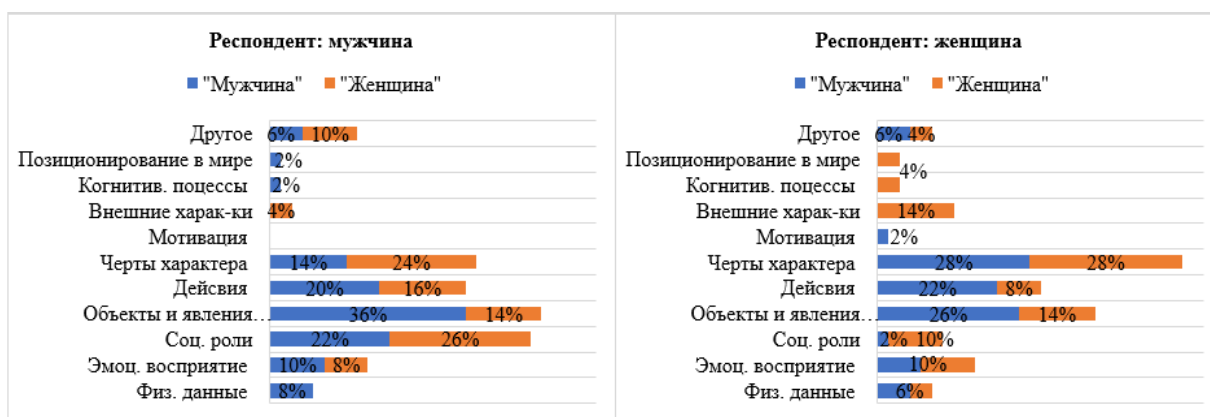 Респондент: мужчина
"Мужчина" "Женщина"
Другое 6% 10%
Позиционирование в мире 2%
Когнитив. поцессы 2%
Внешние харак-ки 4%
Мотивация
Черты характера 14% 24%
Дейсвия 20% 16%
Объекты и явления… 36% 14%
Соц. роли 22% 26%
Эмоц. восприятие 10% 8%
Физ. данные 8%
Респондент: женщина
"Мужчина" "Женщина"
Другое 6% 4%
Позиционирование в мире
4%
Когнитив. поцессы
Внешние харак-ки 14%
Мотивация 2%
Черты характера 28% 28%
Дейсвия 22% 8%
Объекты и явления… 26% 14%
Соц. роли 2% 10%
Эмоц. восприятие 10%
Физ. данные 6%